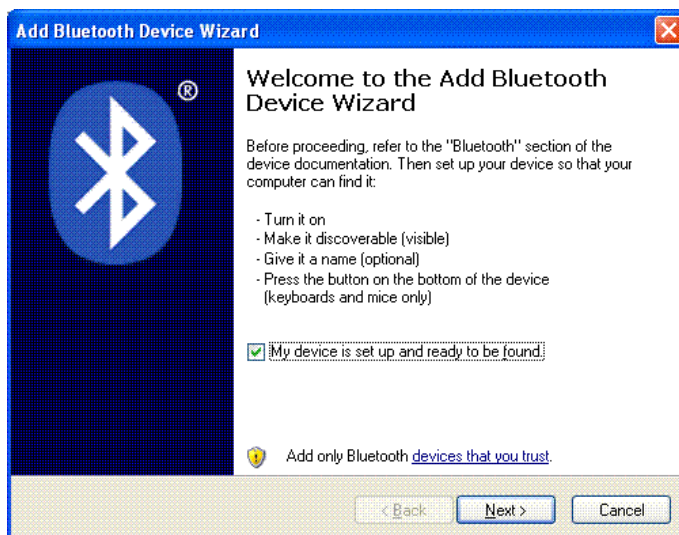 Add Bluetooth Device Wizard
®
Welcome to the Add Bluetooth
Device Wizard
Before proceeding, refer to the "Bluetooth" section of the
device documentation. Then set up your device so that your
computer can find it:
- Turn it on
- Make it discoverable (visible)
- Give it a name (optional)
- Press the button on the bottom of the device
(keyboards and mice only)
My device is set up and ready to be found.
Add only Bluetooth devices that you trust.
< Back Next > Cancel